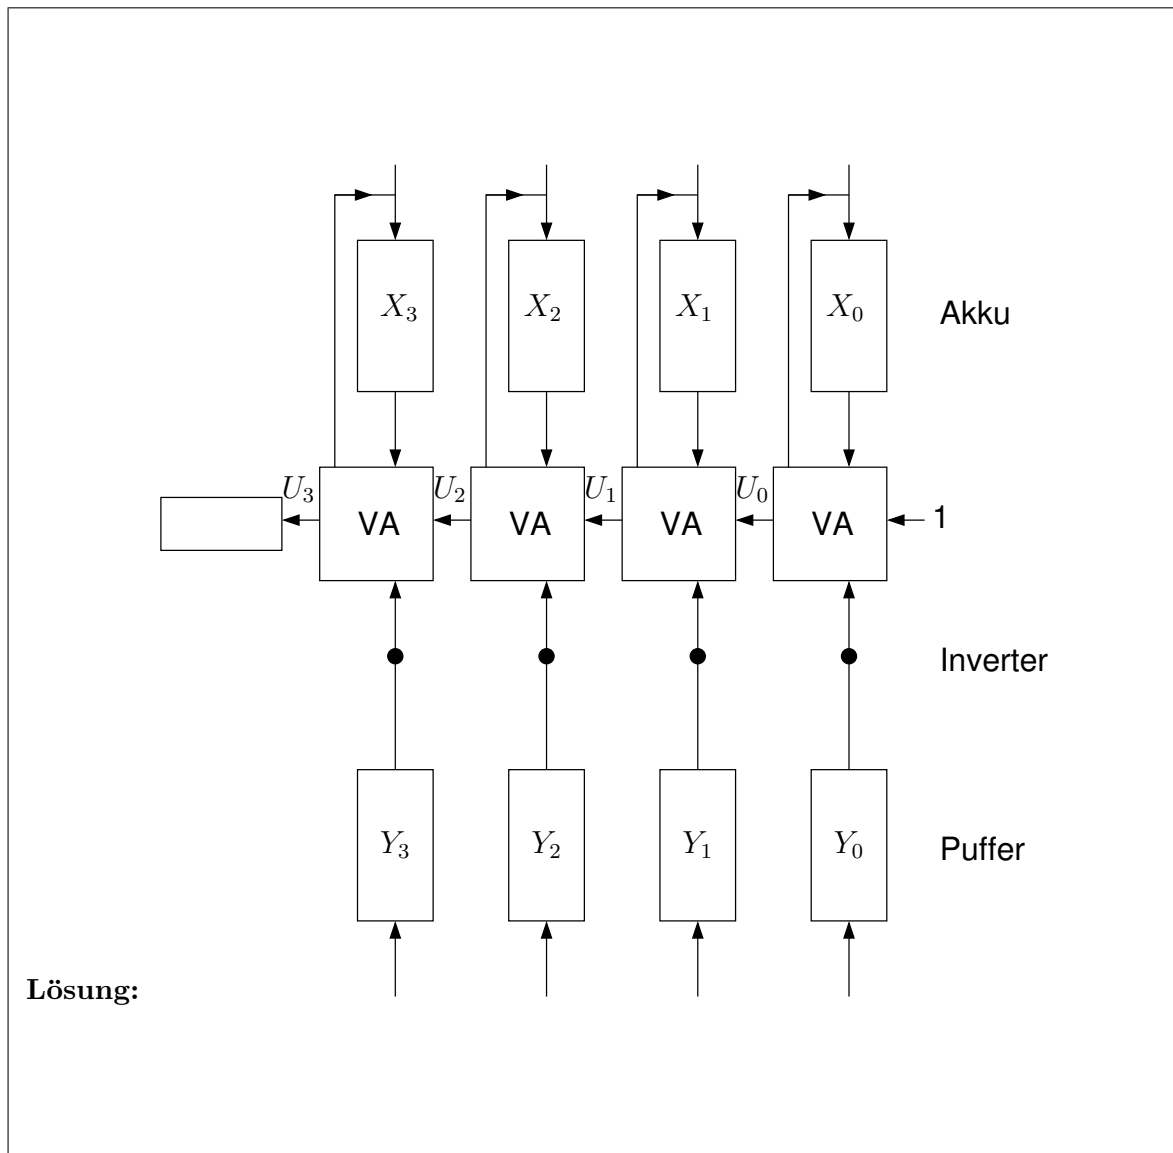 X₃ X₂ X₁ X₀ Akku
U₃ U₂ U₁ U₀
VA VA VA VA 1
Inverter
Y₃ Y₂ Y₁ Y₀ Puffer
Lösung: